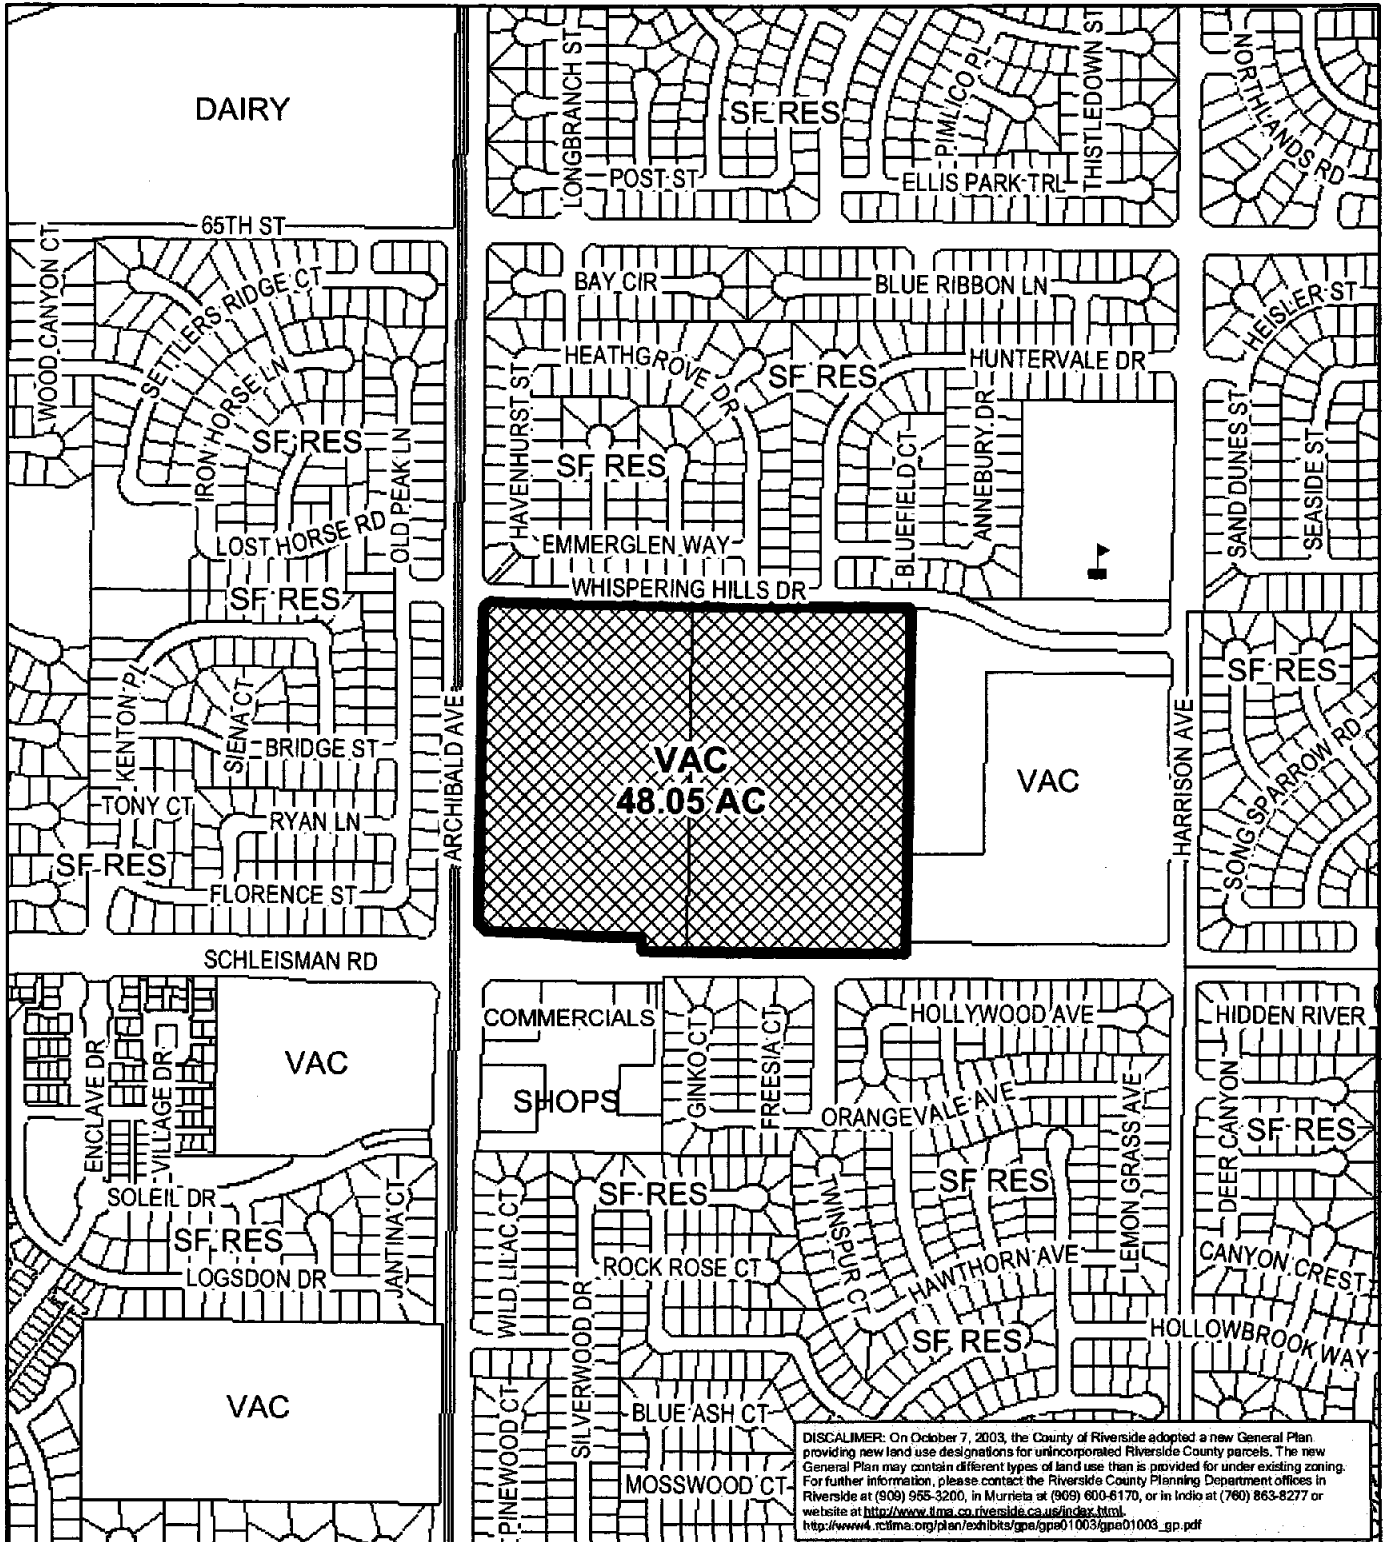 DAIRY
LONGBRANCH ST
SF RES
PIMLICO PL
THISTLEDOWN ST
NORTHLANDS RD
POST ST
ELLIS PARK TRL
65TH ST
WOOD CANYON CT
SETTLERS RIDGE CT
BAY CIR
BLUE RIBBON LN
HEISLER ST
IRON HORSE LN
HEATHGROVE DR
SF RES
HUNTERVALE DR
HAVENHURST ST
SF RES
OLD PEAK LN
SF RES
BLUEFIELD CT
ANNEBURY DR
SAND DUNES ST
SEASIDE ST
LOST HORSE RD
EMMERGLEN WAY
SF RES
WHISPERING HILLS DR
KENTON PL
SIENA CT
BRIDGE ST
ARCHIBALD AVE
VAC
48.05 AC
VAC
HARRISON AVE
SF RES
SONG SPARROW RD
TONY CT
RYAN LN
SF RES
FLORENCE ST
SCHLEISMAN RD
ENCLAVE DR
VILLAGE DR
VAC
COMMERCIALS
SHOPS
GINKO CT
FREESIA CT
HOLLYWOOD AVE
HIDDEN RIVER
ORANGEVALE AVE
LEMON GRASS AVE
DEER CANYON
SF RES
SOLEIL DR
SF RES
JANTINA CT
LOGSDON DR
WILD LILAC CT
SF RES
TININSPUR CT
SF RES
ROCK ROSE CT
HAWTHORN AVE
CANYON CREST
SILVERWOOD DR
SF RES
HOLLOWBROOK WAY
VAC
PINEWOOD CT
BLUE ASH CT
MOSSWOOD CT
DISCALIMER: On October 7, 2003, the County of Riverside adopted a new General Plan
providing new land use designations for unincorporated Riverside County parcels. The new
General Plan may contain different types of land use than is provided for under existing zoning.
For further information, please contact the Riverside County Planning Department offices in
Riverside at (909) 955-3200, in Murrieta at (909) 600-6170, or in Indio at (760) 863-8277 or
website at http://www.tlma.co.riverside.ca.us/index.html.
http://www4.rctlma.org/plan/exhibits/gpa/gpa01003/gpa01003_gp.pdf